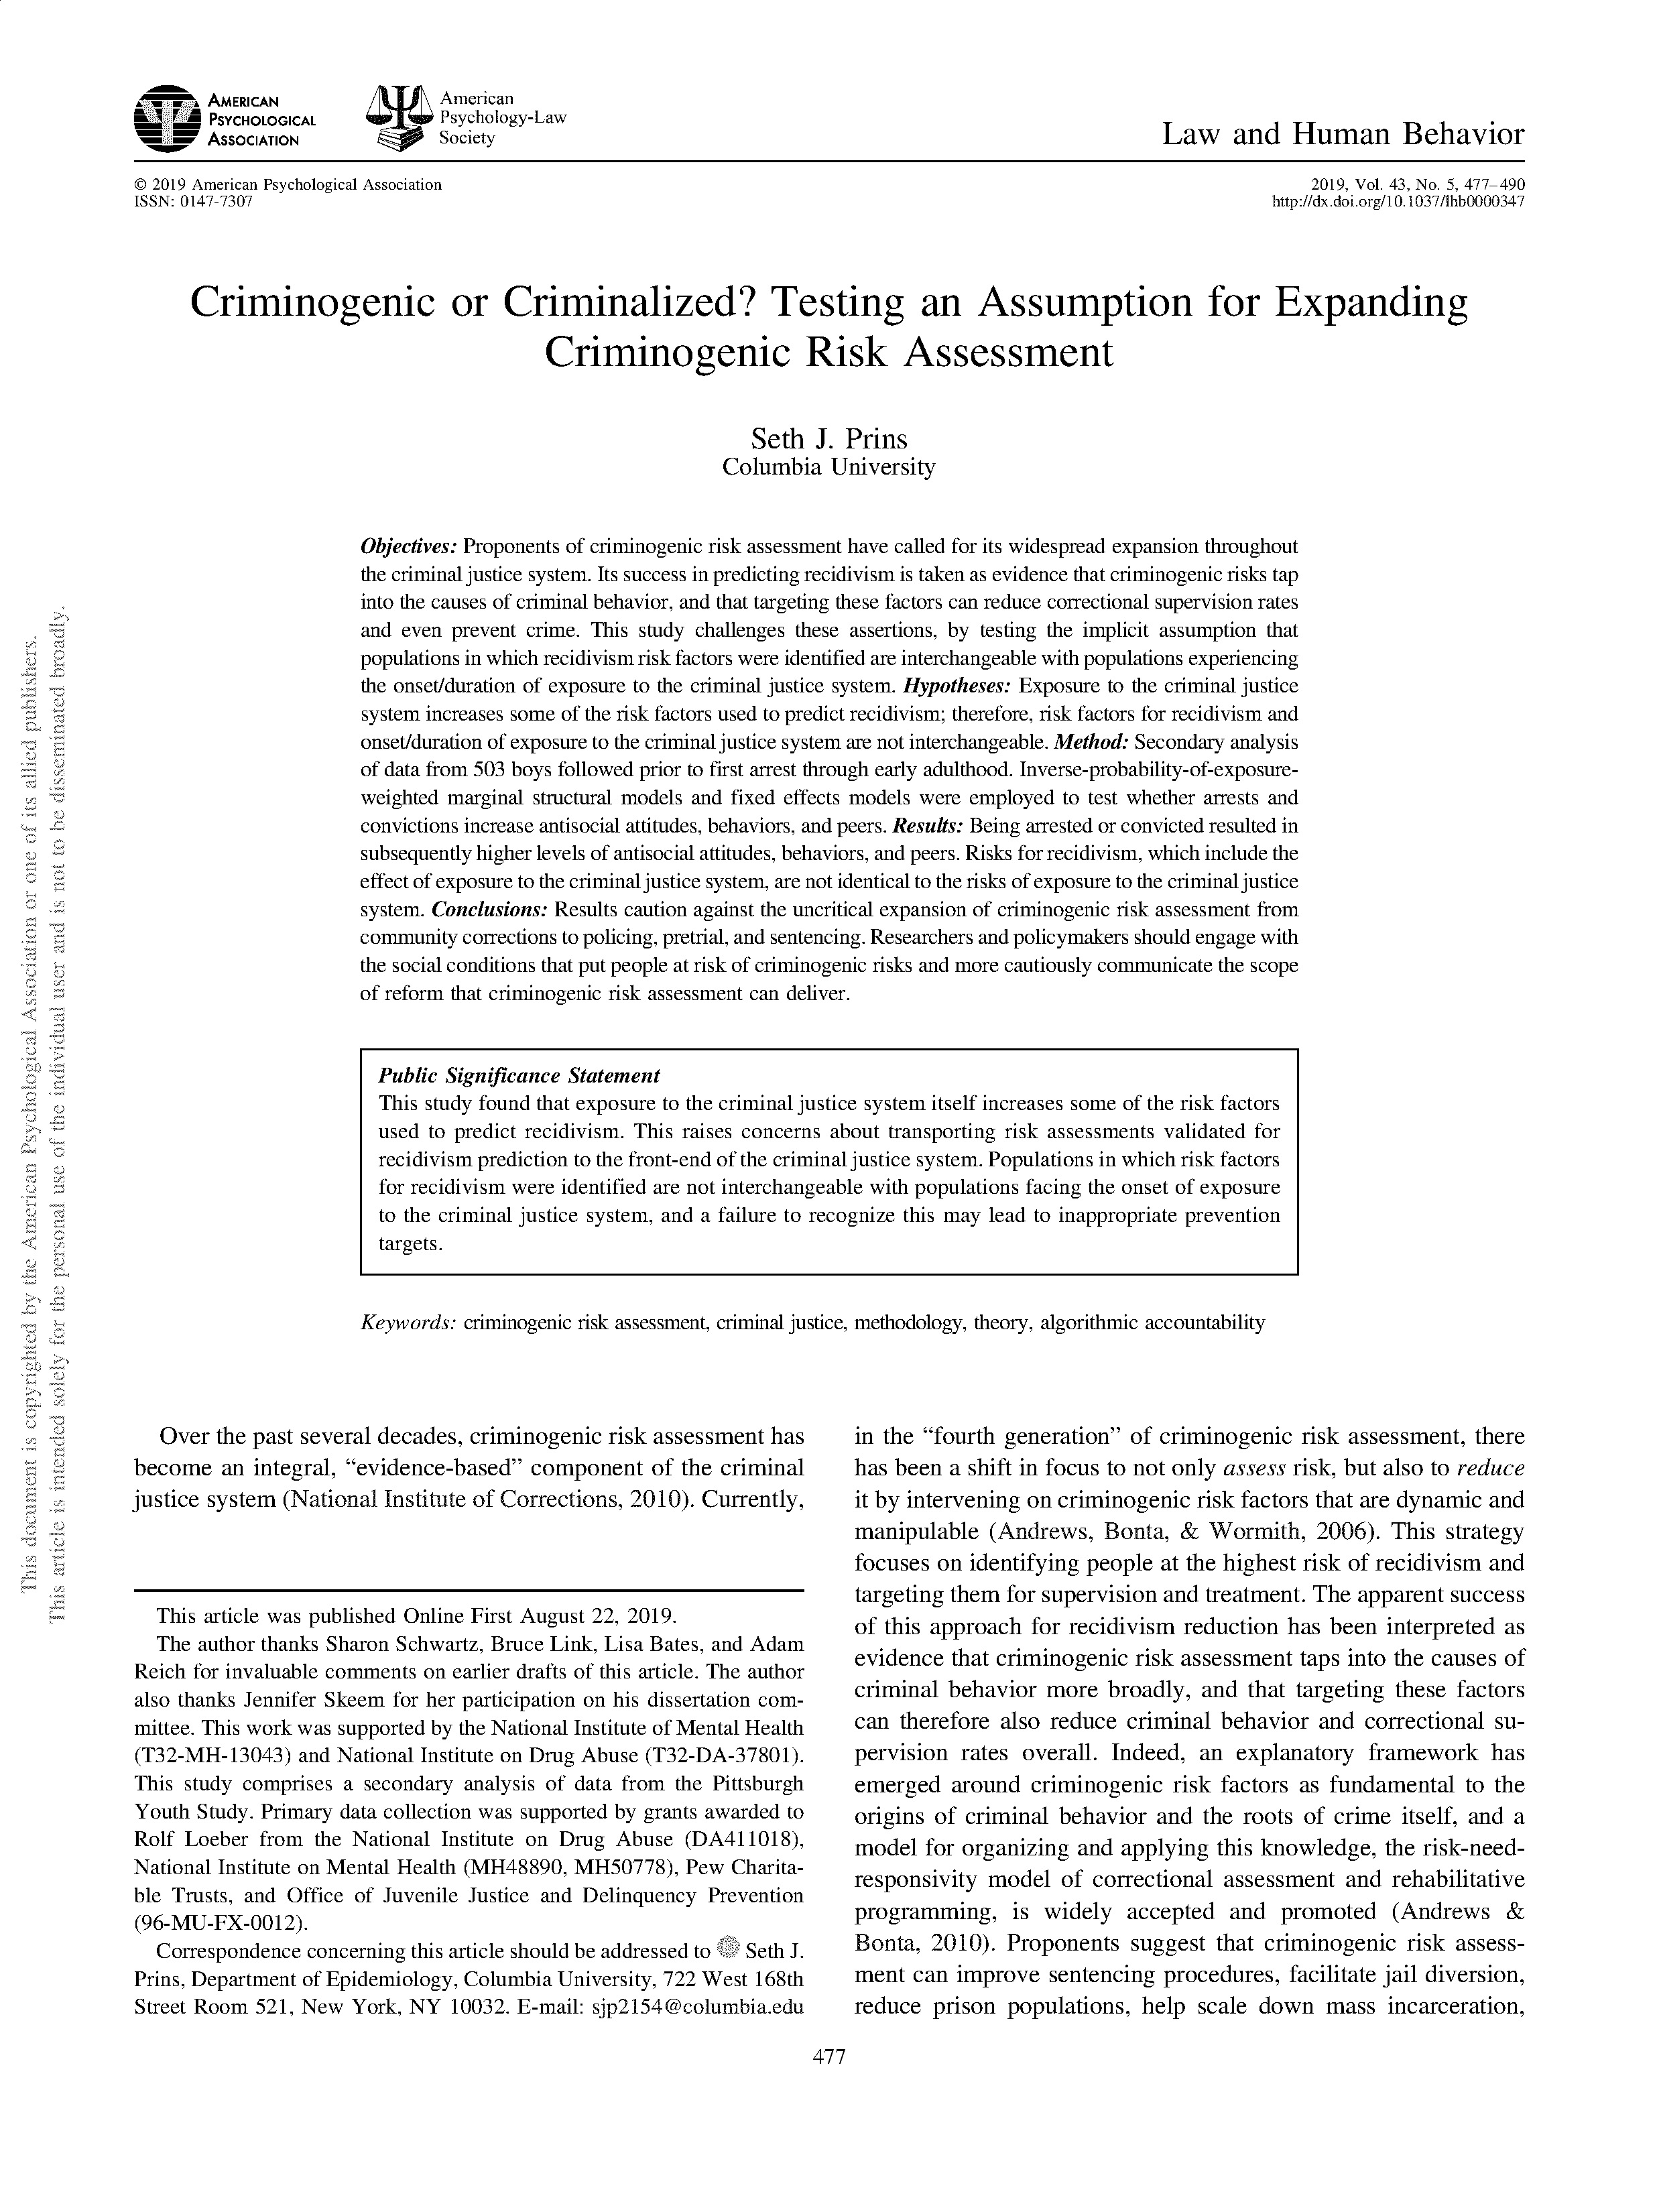 AMERICAN
PSYCHOLOGICAL
ASSOCIATION
American
Psychology-Law
Society
Law and Human Behavior
© 2019 American Psychological Association
ISSN: 0147-7307
2019, Vol. 43, No. 5, 477–490
http://dx.doi.org/10.1037/lhb0000347
Criminogenic or Criminalized? Testing an Assumption for Expanding
Criminogenic Risk Assessment
Seth J. Prins
Columbia University
Objectives: Proponents of criminogenic risk assessment have called for its widespread expansion throughout
the criminal justice system. Its success in predicting recidivism is taken as evidence that criminogenic risks tap
into the causes of criminal behavior, and that targeting these factors can reduce correctional supervision rates
and even prevent crime. This study challenges these assertions, by testing the implicit assumption that
populations in which recidivism risk factors were identified are interchangeable with populations experiencing
the onset/duration of exposure to the criminal justice system. Hypotheses: Exposure to the criminal justice
system increases some of the risk factors used to predict recidivism; therefore, risk factors for recidivism and
onset/duration of exposure to the criminal justice system are not interchangeable. Method: Secondary analysis
of data from 503 boys followed prior to first arrest through early adulthood. Inverse-probability-of-exposure-
weighted marginal structural models and fixed effects models were employed to test whether arrests and
convictions increase antisocial attitudes, behaviors, and peers. Results: Being arrested or convicted resulted in
subsequently higher levels of antisocial attitudes, behaviors, and peers. Risks for recidivism, which include the
effect of exposure to the criminal justice system, are not identical to the risks of exposure to the criminal justice
system. Conclusions: Results caution against the uncritical expansion of criminogenic risk assessment from
community corrections to policing, pretrial, and sentencing. Researchers and policymakers should engage with
the social conditions that put people at risk of criminogenic risks and more cautiously communicate the scope
of reform that criminogenic risk assessment can deliver.
Public Significance Statement
This study found that exposure to the criminal justice system itself increases some of the risk factors
used to predict recidivism. This raises concerns about transporting risk assessments validated for
recidivism prediction to the front-end of the criminal justice system. Populations in which risk factors
for recidivism were identified are not interchangeable with populations facing the onset of exposure
to the criminal justice system, and a failure to recognize this may lead to inappropriate prevention
targets.
Keywords: criminogenic risk assessment, criminal justice, methodology, theory, algorithmic accountability
Over the past several decades, criminogenic risk assessment has
become an integral, “evidence-based” component of the criminal
justice system (National Institute of Corrections, 2010). Currently,
This article was published Online First August 22, 2019.
The author thanks Sharon Schwartz, Bruce Link, Lisa Bates, and Adam
Reich for invaluable comments on earlier drafts of this article. The author
also thanks Jennifer Skeem for her participation on his dissertation com-
mittee. This work was supported by the National Institute of Mental Health
(T32-MH-13043) and National Institute on Drug Abuse (T32-DA-37801).
This study comprises a secondary analysis of data from the Pittsburgh
Youth Study. Primary data collection was supported by grants awarded to
Rolf Loeber from the National Institute on Drug Abuse (DA411018),
National Institute on Mental Health (MH48890, MH50778), Pew Charita-
ble Trusts, and Office of Juvenile Justice and Delinquency Prevention
(96-MU-FX-0012).
Correspondence concerning this article should be addressed to Seth J.
Prins, Department of Epidemiology, Columbia University, 722 West 168th
Street Room 521, New York, NY 10032. E-mail: sjp2154@columbia.edu
in the “fourth generation” of criminogenic risk assessment, there
has been a shift in focus to not only assess risk, but also to reduce
it by intervening on criminogenic risk factors that are dynamic and
manipulable (Andrews, Bonta, & Wormith, 2006). This strategy
focuses on identifying people at the highest risk of recidivism and
targeting them for supervision and treatment. The apparent success
of this approach for recidivism reduction has been interpreted as
evidence that criminogenic risk assessment taps into the causes of
criminal behavior more broadly, and that targeting these factors
can therefore also reduce criminal behavior and correctional su-
pervision rates overall. Indeed, an explanatory framework has
emerged around criminogenic risk factors as fundamental to the
origins of criminal behavior and the roots of crime itself, and a
model for organizing and applying this knowledge, the risk-need-
responsivity model of correctional assessment and rehabilitative
programming, is widely accepted and promoted (Andrews &
Bonta, 2010). Proponents suggest that criminogenic risk assess-
ment can improve sentencing procedures, facilitate jail diversion,
reduce prison populations, help scale down mass incarceration,
477
This document is copyrighted by the American Psychological Association or one of its allied publishers.
This article is intended solely for the personal use of the individual user and is not to be disseminated broadly.